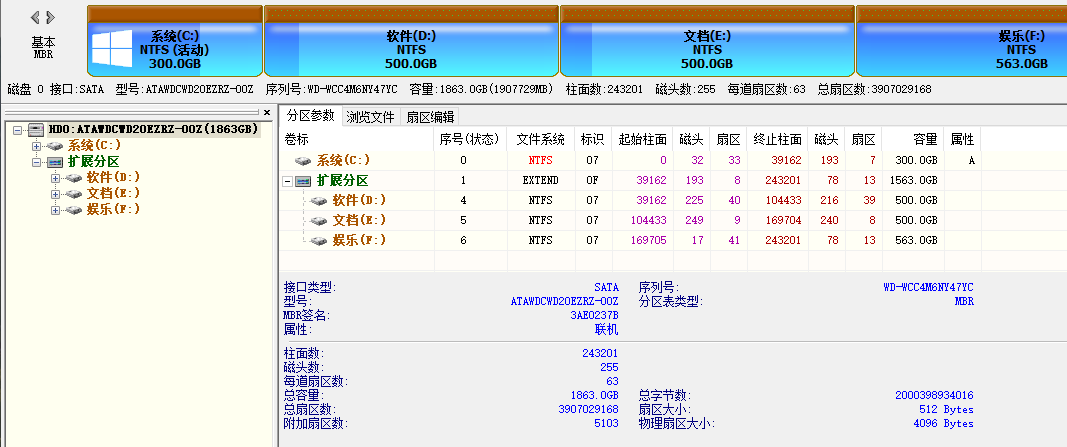 基本
MBR
系统(C:)
NTFS (活动)
300.0GB
软件(D:)
NTFS
500.0GB
文档(E:)
NTFS
500.0GB
娱乐(F:)
NTFS
563.0GB
磁盘 0 接口:SATA 型号:ATAWDCWD20EZRZ-00Z 序列号:WD-WCC4M6NY47YC 容量:1863.0GB(1907729MB) 柱面数:243201 磁头数:255 每道扇区数:63 总扇区数:3907029168
HD0:ATAWDCWD20EZRZ-00Z(1863GB)
系统(C:)
扩展分区
软件(D:)
文档(E:)
娱乐(F:)
分区参数 浏览文件 扇区编辑
卷标 序号(状态) 文件系统 标识 起始柱面 磁头 扇区 终止柱面 磁头 扇区 容量 属性
系统(C:) 0 NTFS 07 0 32 33 39162 193 7 300.0GB A
扩展分区 1 EXTEND 0F 39162 193 8 243201 78 13 1563.0GB
软件(D:) 4 NTFS 07 39162 225 40 104433 216 39 500.0GB
文档(E:) 5 NTFS 07 104433 249 9 169704 240 8 500.0GB
娱乐(F:) 6 NTFS 07 169705 17 41 243201 78 13 563.0GB
接口类型: SATA 序列号: WD-WCC4M6NY47YC
型号: ATAWDCWD20EZRZ-00Z 分区表类型: MBR
MBR签名: 3AE0237B
属性: 联机
柱面数: 243201
磁头数: 255
每道扇区数: 63
总容量: 1863.0GB 总字节数: 2000398934016
总扇区数: 3907029168 扇区大小: 512 Bytes
附加扇区数: 5103 物理扇区大小: 4096 Bytes